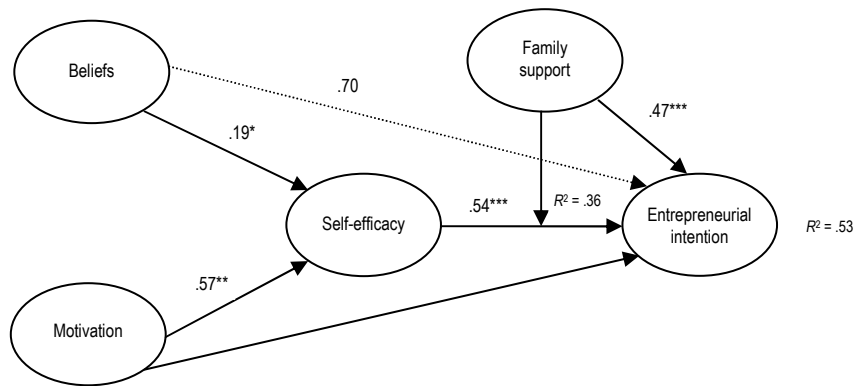 Family
support
Beliefs
.70
.47***
.19*
.54***
R² = .36
Self-efficacy
Entrepreneurial
intention
R² = .53
.57**
Motivation